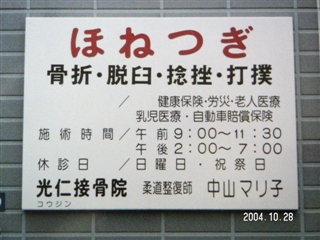 ほねつぎ
骨折・脱臼・捻挫・打撲
/ 健康保険・労災・老人医療
乳児医療・自動車賠償保険
施術時間/午前9:00〜11:30
午後2:00〜7:00
休診日/日曜日・祝祭日
光仁接骨院 柔道整復師 中山マリ子
コウジン
2004.10.28